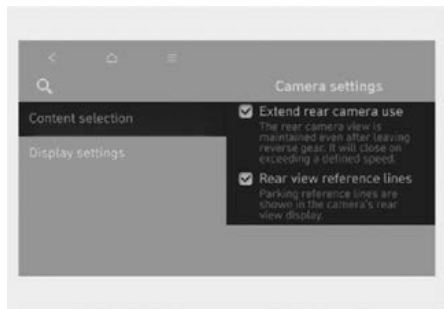 Camera settings
Content selection
Display settings
Extend rear camera use
The rear camera view is
maintained even after leaving
reverse gear. It will close on
exceeding a defined speed.
Rear view reference lines
Parking reference lines are
shown in the camera's rear
view display.